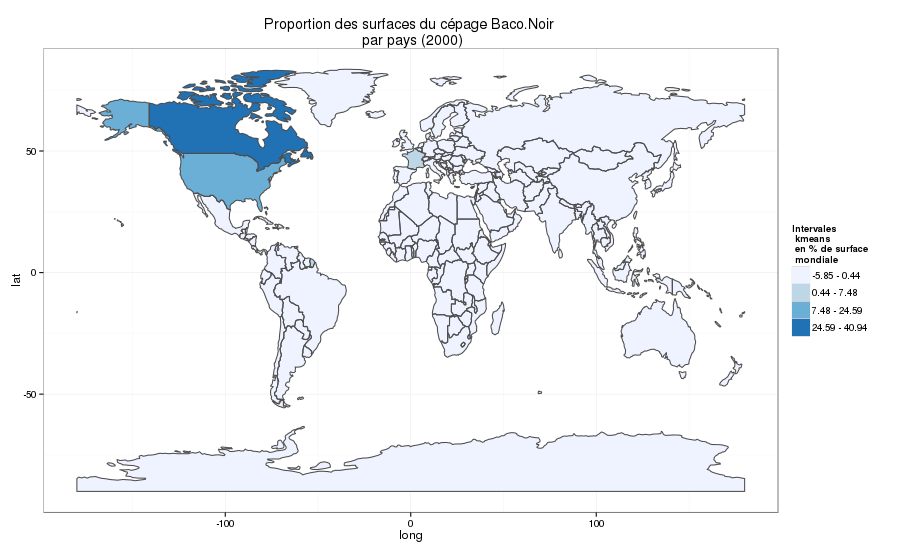 Proportion des surfaces du cépage Baco.Noir
par pays (2000)
50
0
-50
lat
-100
0
100
long
Intervales
kmeans
en % de surface
mondiale
-5.85 - 0.44
0.44 - 7.48
7.48 - 24.59
24.59 - 40.94